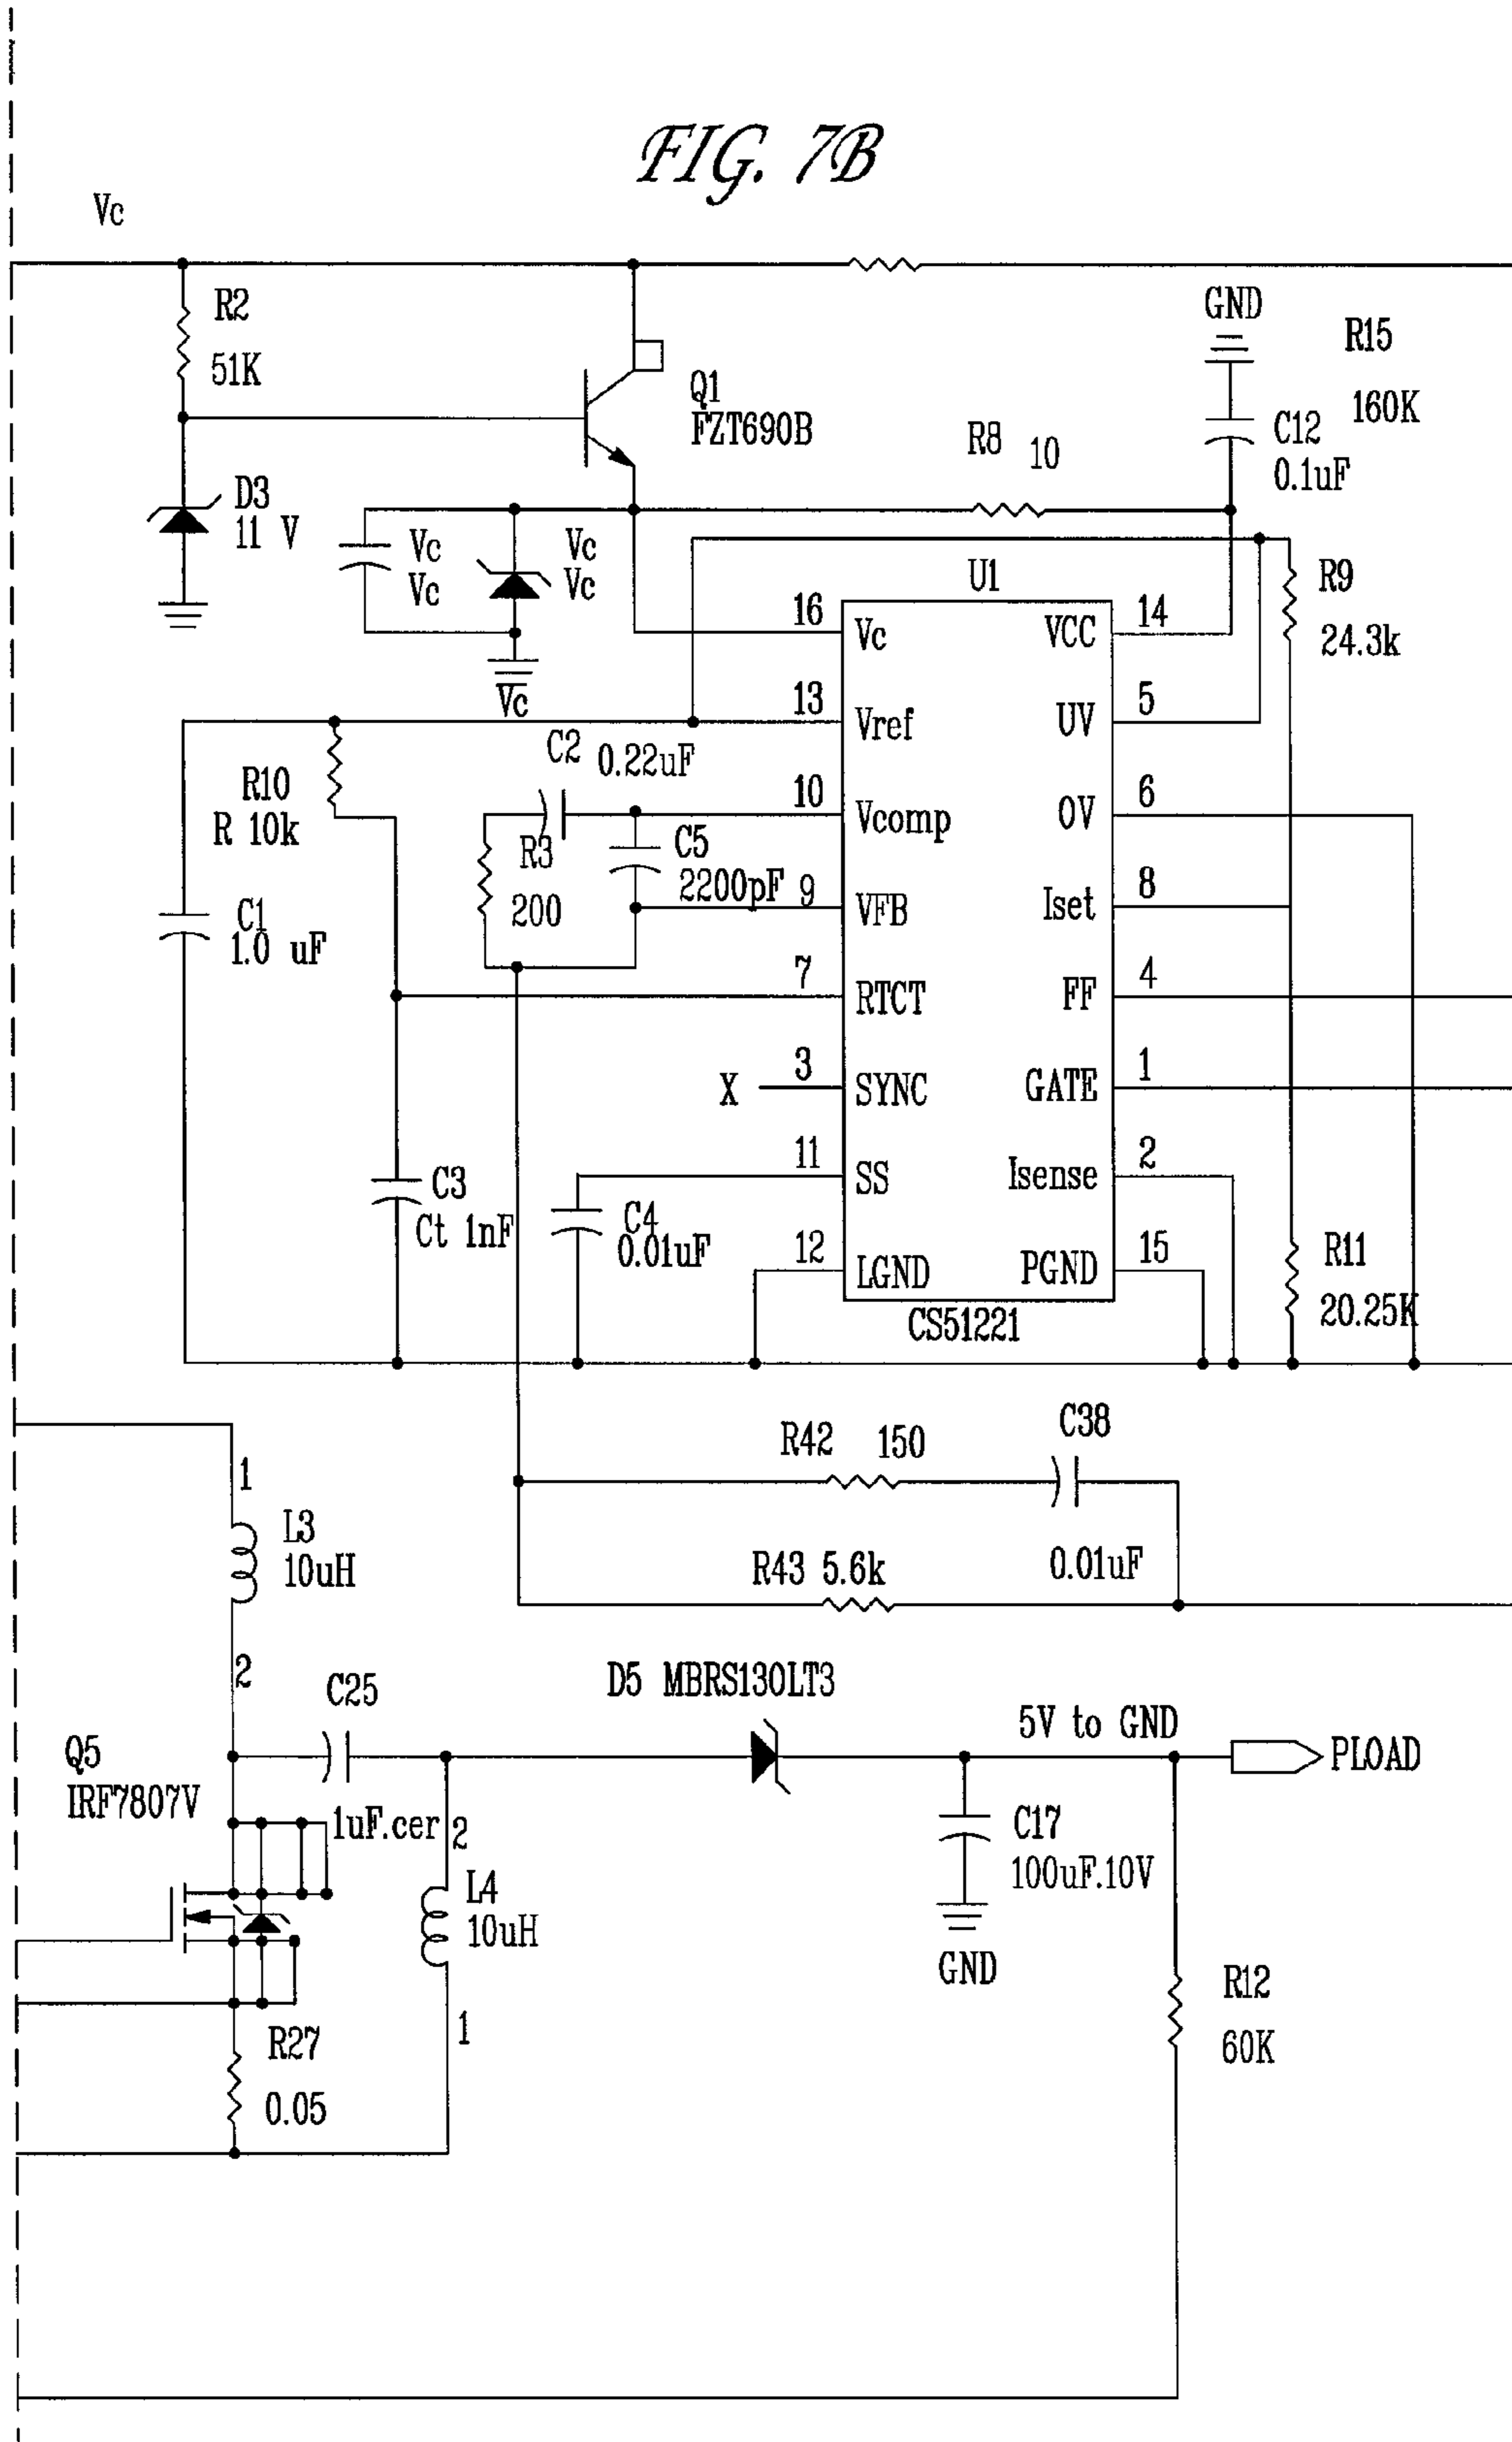 FIG. 7B
Vc
R2
51K
GND
R15
160K
Q1
FZT690B
R8 10
C12
0.1uF
D3
11 V
Vc
Vc
Vc
Vc
Vc
U1
R9
24.3k
16
Vc
VCC
14
13
Vref
UV
5
C2 0.22uF
R10
R 10k
10
Vcomp
OV
6
R3
200
C5
2200pF
9
VFB
Iset
8
C1
1.0 uF
7
RTCT
FF
4
X
3
SYNC
GATE
1
11
SS
Isense
2
C3
Ct 1nF
C4
0.01uF
12
LGND
PGND
15
R11
20.25K
CS51221
R42 150
C38
0.01uF
R43 5.6k
1
L3
10uH
2
C25
1uF.cer
D5 MBRS130LT3
5V to GND
PLOAD
Q5
IRF7807V
2
L4
10uH
1
C17
100uF.10V
GND
R12
60K
R27
0.05